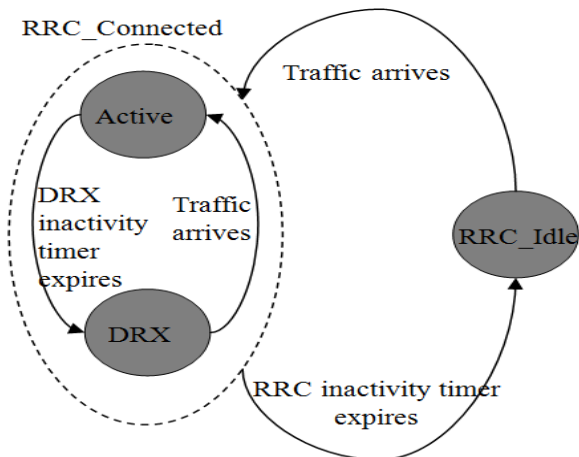 RRC_Connected
Traffic arrives
Active
DRX
inactivity
timer
expires
Traffic
arrives
RRC_Idle
DRX
RRC inactivity timer
expires